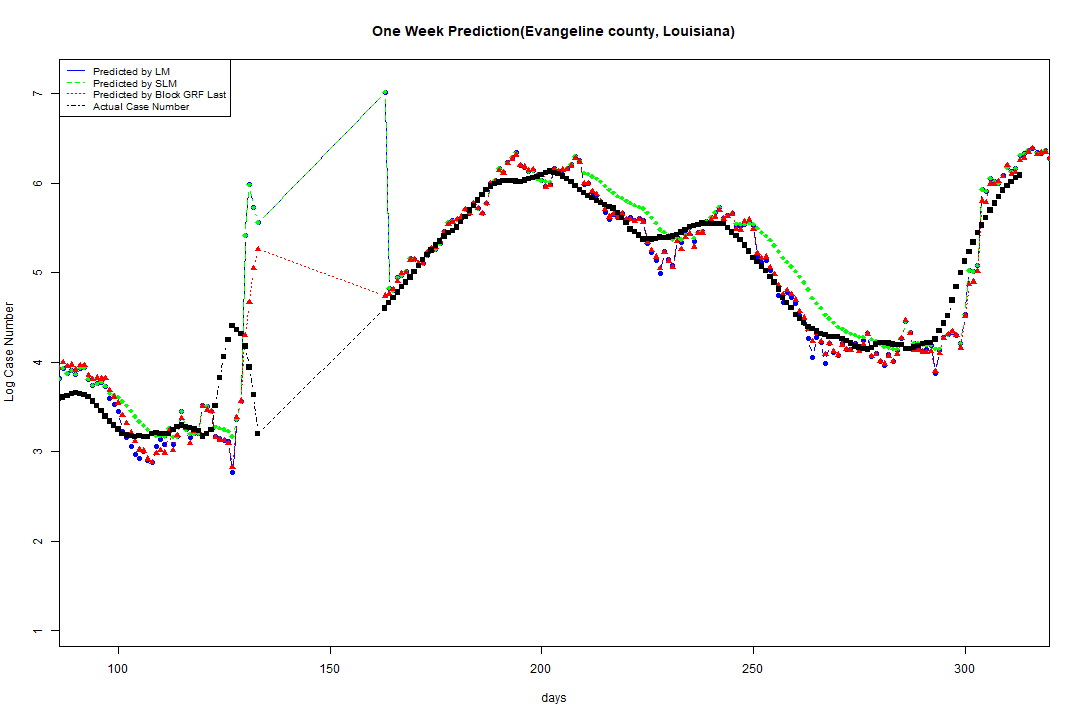 One Week Prediction(Evangeline county, Louisiana)
Predicted by LM
Predicted by SLM
Predicted by Block GRF Last
Actual Case Number
Log Case Number
7
6
5
4
3
2
1
100 150 200 250 300
days